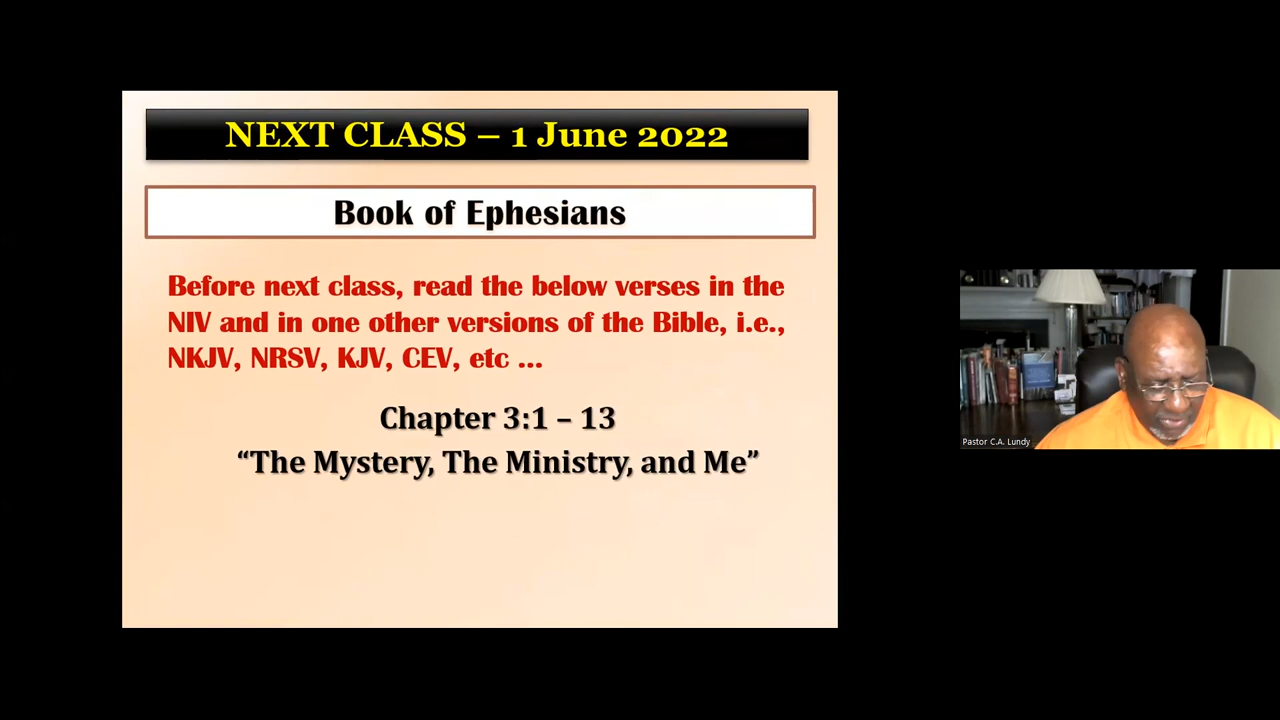 NEXT CLASS – 1 June 2022
Book of Ephesians
Before next class, read the below verses in the
NIV and in one other versions of the Bible, i.e.,
NKJV, NRSV, KJV, CEV, etc ...
Chapter 3:1 – 13
“The Mystery, The Ministry, and Me”
Pastor C.A. Lundy